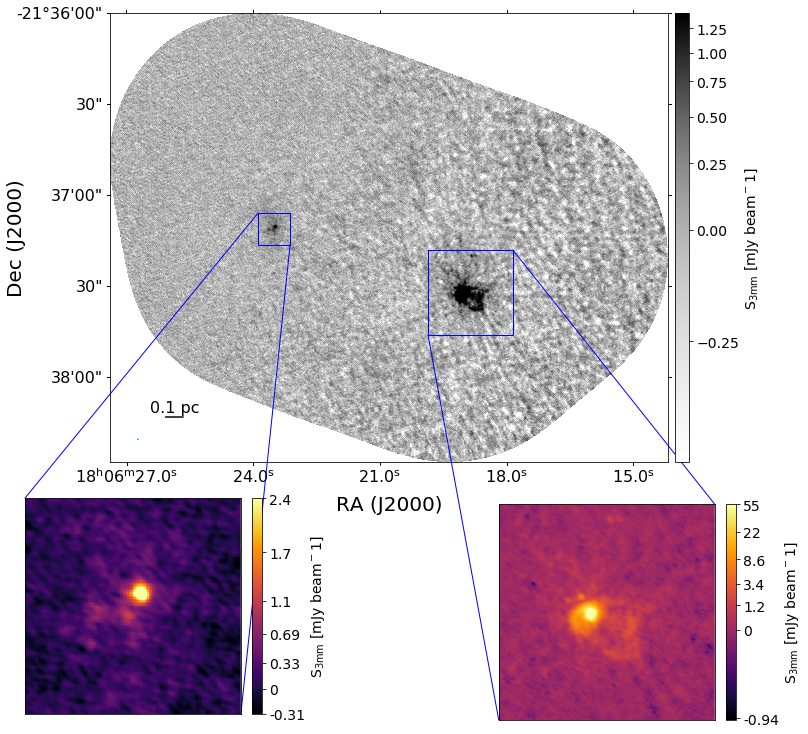 -21°36'00"
30"
37'00"
30"
38'00"
Dec (J2000)
0.1 pc
18ʰ06ᵐ27.0ˢ
24.0ˢ
21.0ˢ
18.0ˢ
15.0ˢ
RA (J2000)
1.25
1.00
0.75
0.50
0.25
0.00
−0.25
S₃ₘₘ [mJy beam⁻1]
2.4
1.7
1.1
0.69
0.33
0
-0.31
S₃ₘₘ [mJy beam⁻1]
55
22
8.6
3.4
1.2
0
-0.94
S₃ₘₘ [mJy beam⁻1]